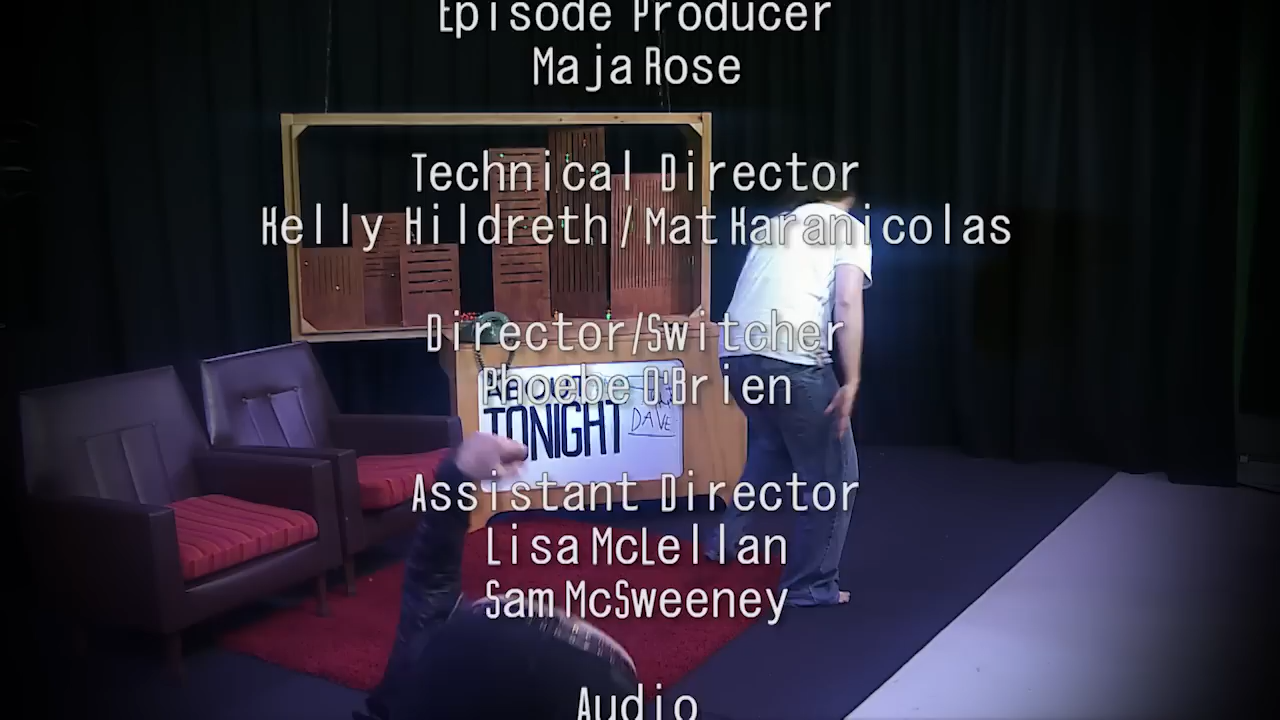 Episode Producer
Maja Rose
Technical Director
Kelly Hildreth/Mat Karanicolas
Director/Switcher
Phoebe O'Brien
ABOUT
TONIGHT
DAVE
Assistant Director
Lisa McLellan
Sam McSweeney
Audio